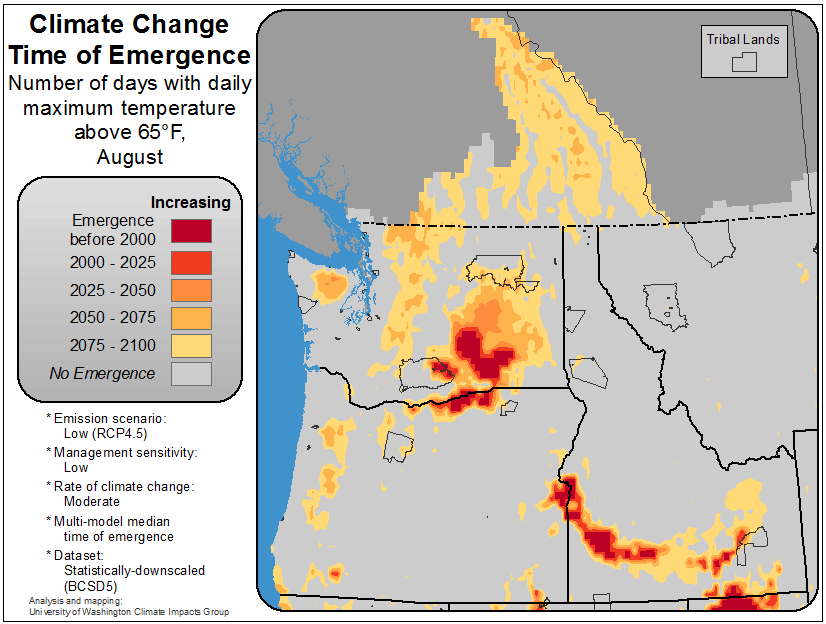 Climate Change
Time of Emergence
Number of days with daily
maximum temperature
above 65°F,
August
Tribal Lands
Increasing
Emergence
before 2000
2000 - 2025
2025 - 2050
2050 - 2075
2075 - 2100
No Emergence
* Emission scenario:
Low (RCP4.5)
* Management sensitivity:
Low
* Rate of climate change:
Moderate
* Multi-model median
time of emergence
* Dataset:
Statistically-downscaled
(BCSD5)
Analysis and mapping:
University of Washington Climate Impacts Group